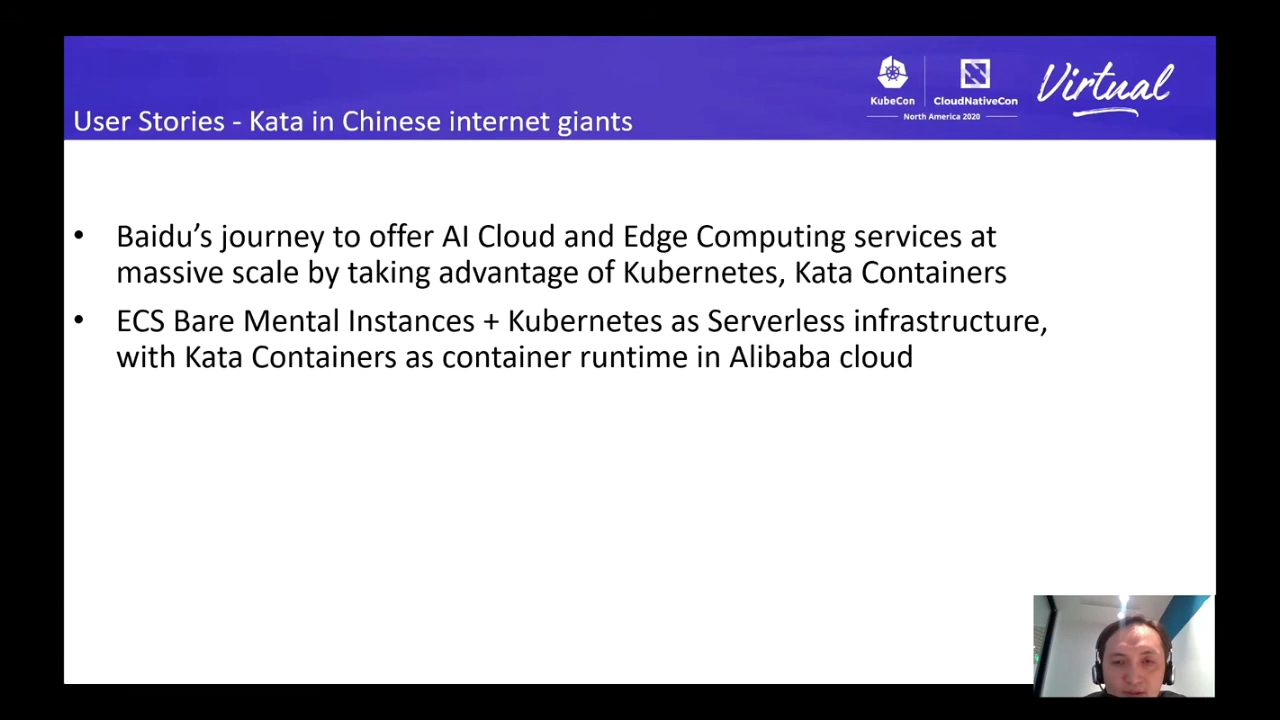 User Stories - Kata in Chinese internet giants
KubeCon
CloudNativeCon
North America 2020
Virtual
• Baidu’s journey to offer AI Cloud and Edge Computing services at
massive scale by taking advantage of Kubernetes, Kata Containers
• ECS Bare Mental Instances + Kubernetes as Serverless infrastructure,
with Kata Containers as container runtime in Alibaba cloud